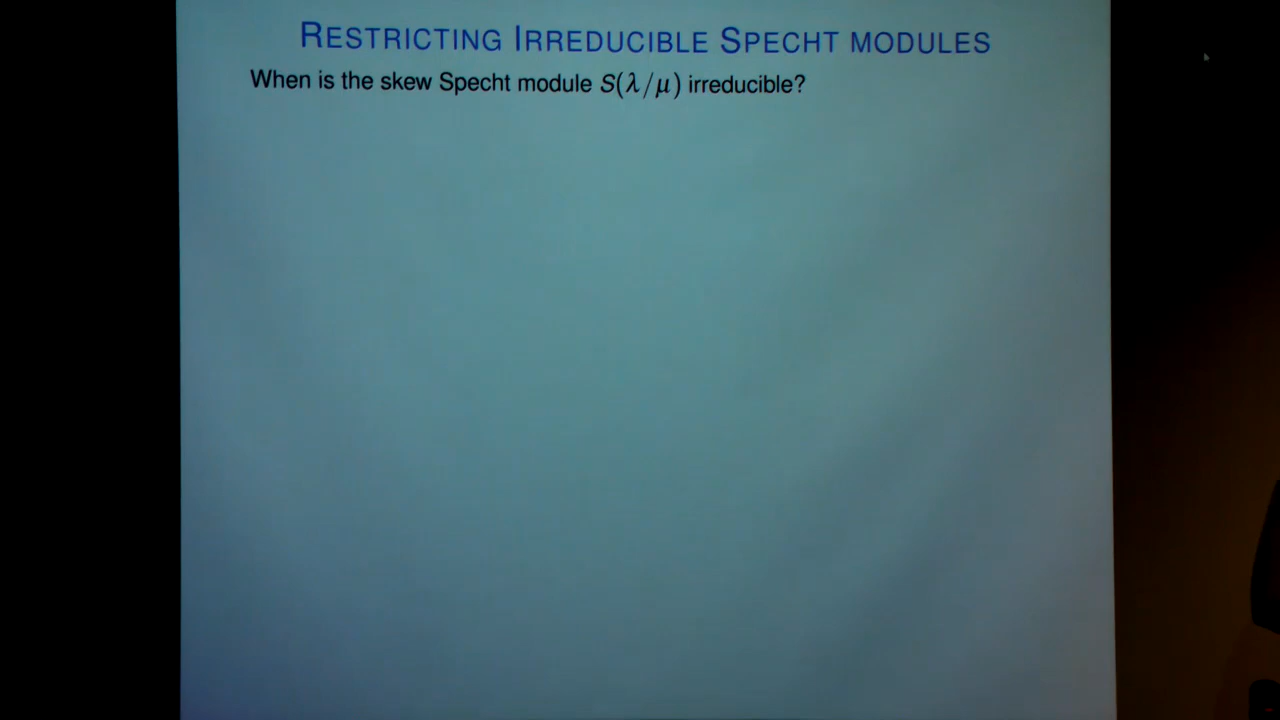 RESTRICTING IRREDUCIBLE SPECHT MODULES
When is the skew Specht module S(λ/μ) irreducible?